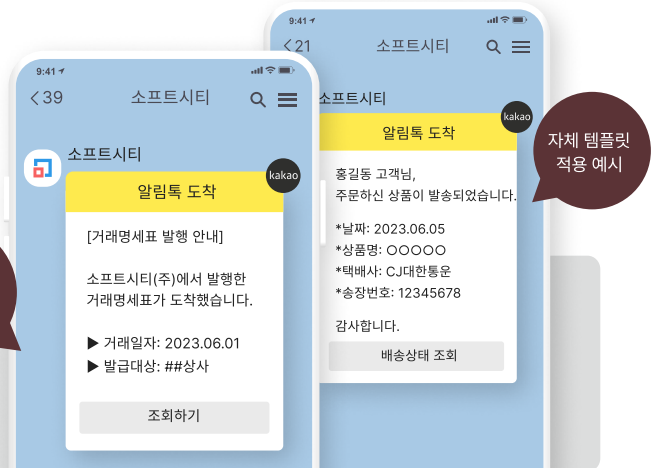 9:41
39
소프트시티
소프트시티
kakao
알림톡 도착
[거래명세표 발행 안내]
소프트시티(주)에서 발행한
거래명세표가 도착했습니다.
▶ 거래일자: 2023.06.01
▶ 발급대상: ##상사
조회하기
9:41
21
소프트시티
소프트시티
kakao
알림톡 도착
홍길동 고객님,
주문하신 상품이 발송되었습니다.
*날짜: 2023.06.05
*상품명: OOOOO
*택배사: CJ대한통운
*송장번호: 12345678
감사합니다.
배송상태 조회
자체 템플릿
적용 예시